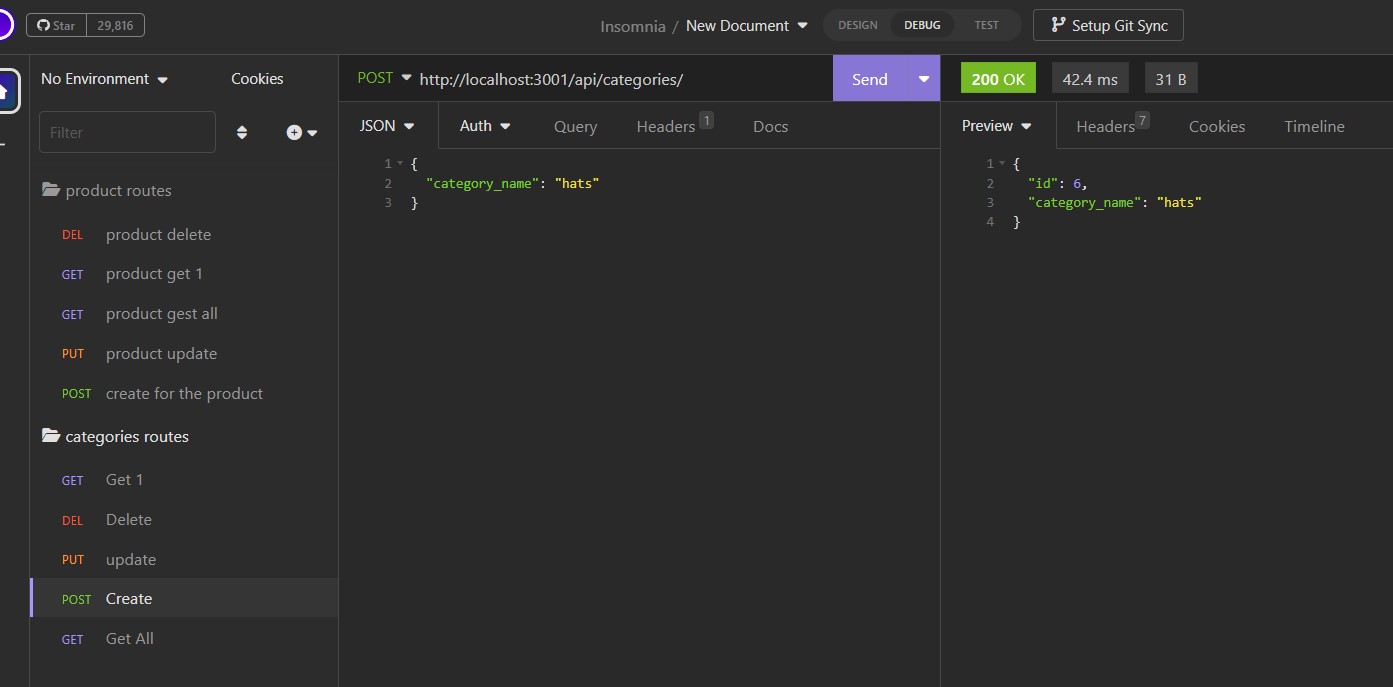 Star 29,816 Insomnia / New Document DESIGN DEBUG TEST Setup Git Sync
No Environment Cookies
POST http://localhost:3001/api/categories/ Send 200 OK 42.4 ms 31 B
Filter
JSON Auth Query Headers 1 Docs
Preview Headers 7 Cookies Timeline
product routes
DEL product delete
GET product get 1
GET product gest all
PUT product update
POST create for the product
categories routes
GET Get 1
DEL Delete
PUT update
POST Create
GET Get All
1 {
2 "category_name": "hats"
3 }
1 {
2 "id": 6,
3 "category_name": "hats"
4 }